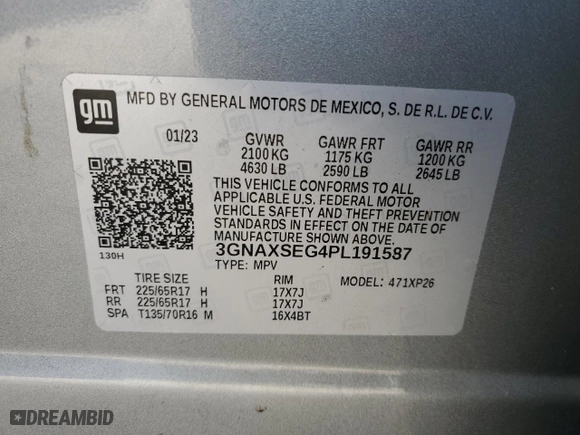 gm
MFD BY GENERAL MOTORS DE MEXICO, S. DE R.L. DE C.V.
01/23 GVWR GAWR FRT GAWR RR
2100 KG 1175 KG 1200 KG
4630 LB 2590 LB 2645 LB
THIS VEHICLE CONFORMS TO ALL
APPLICABLE U.S. FEDERAL MOTOR
VEHICLE SAFETY AND THEFT PREVENTION
STANDARDS IN EFFECT ON THE DATE OF
MANUFACTURE SHOWN ABOVE.
130H
3GNAXSEG4PL191587
TYPE: MPV
TIRE SIZE RIM MODEL: 471XP26
FRT 225/65R17 H 17X7J
RR 225/65R17 H 17X7J
SPA T135/70R16 M 16X4BT
DREAMBID